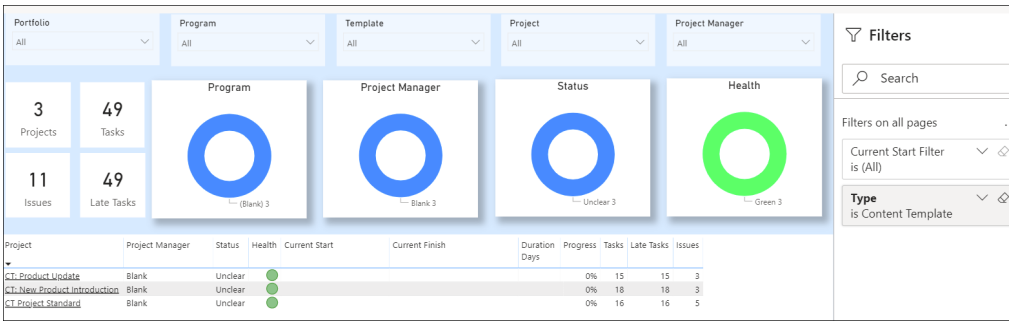 Portfolio
All
Program
All
Template
All
Project
All
Project Manager
All
3
Projects
49
Tasks
11
Issues
49
Late Tasks
Program
(Blank) 3
Project Manager
Blank 3
Status
Unclear 3
Health
Green 3
Project Project Manager Status Health Current Start Current Finish Duration Days Progress Tasks Late Tasks Issues
CT: Product Update Blank Unclear 0% 15 15 3
CT: New Product Introduction Blank Unclear 0% 18 18 3
CT Project Standard Blank Unclear 0% 16 16 5
Filters
Search
Filters on all pages
Current Start Filter
is (All)
Type
is Content Template